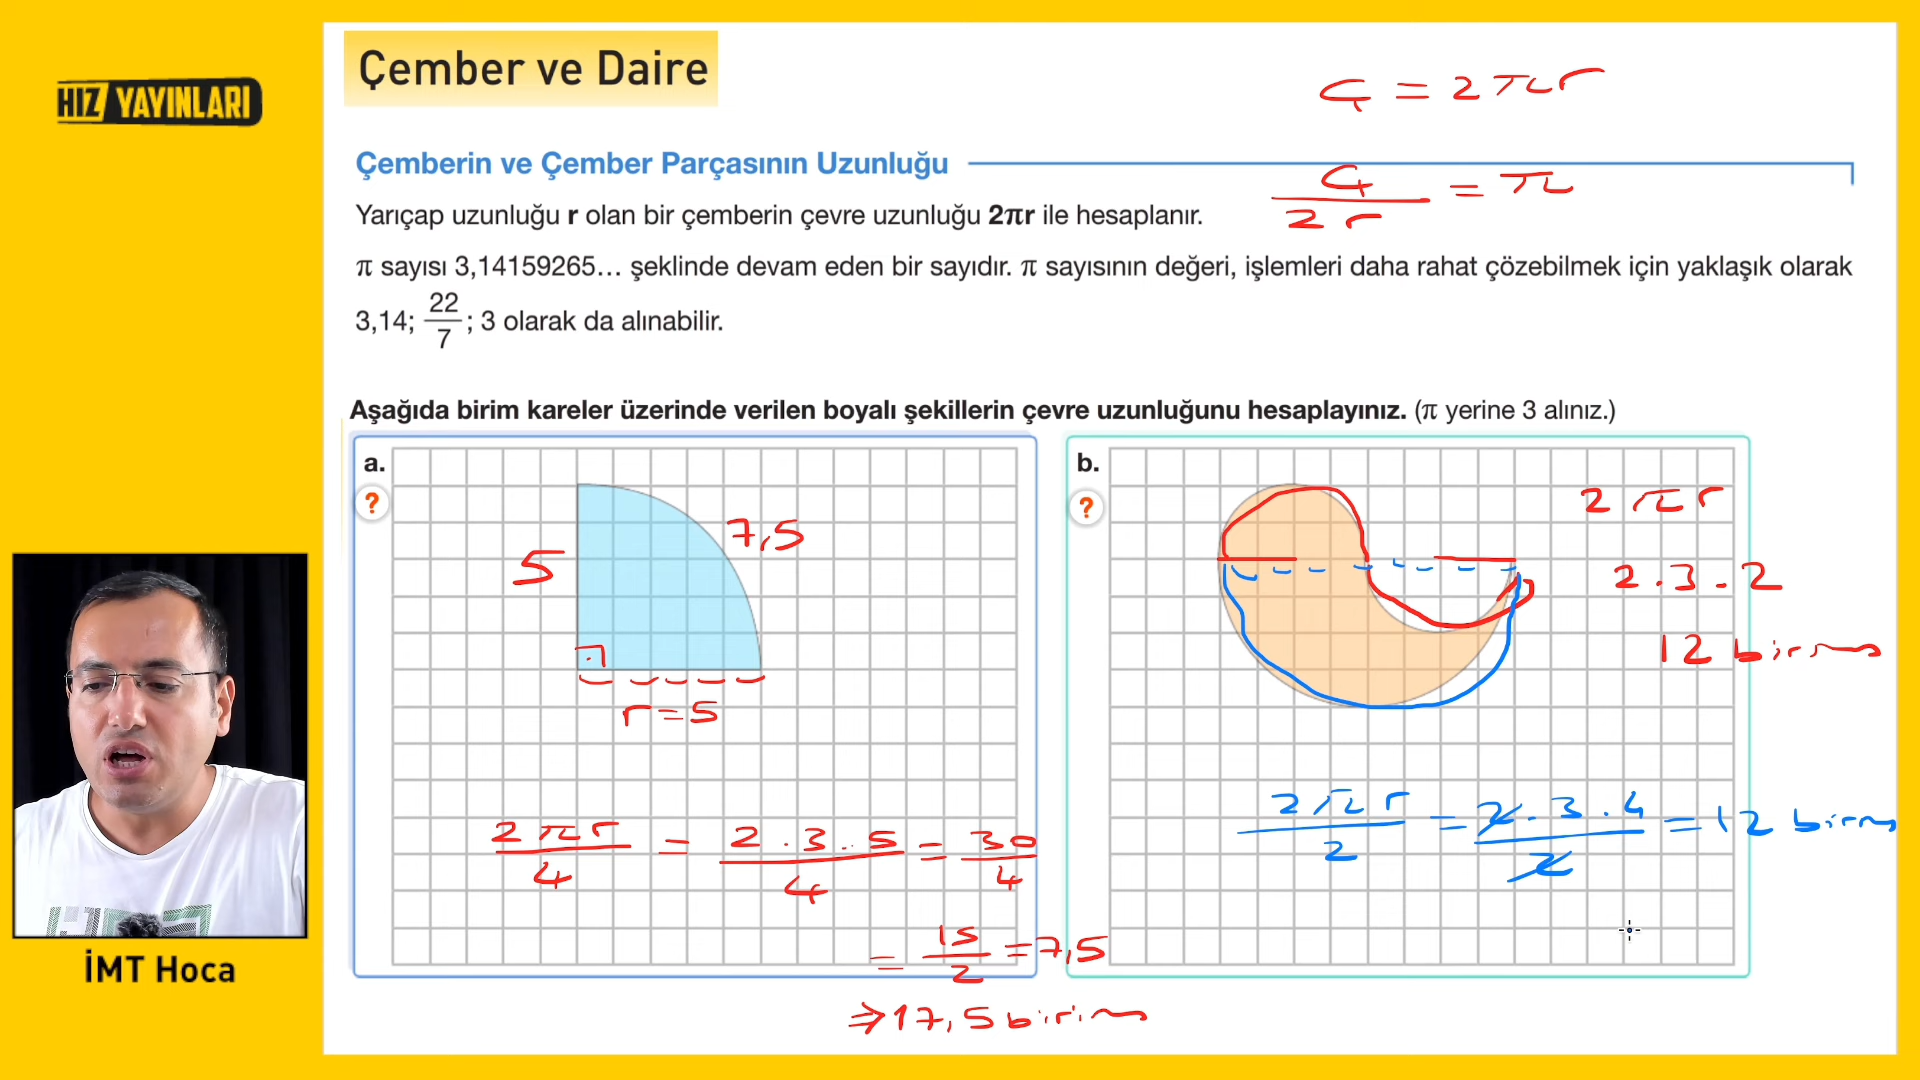 HIZ YAYINLARI
Çember ve Daire
Ç = 2πr
Çemberin ve Çember Parçasının Uzunluğu
Ç / 2r = π
Yarıçap uzunluğu r olan bir çemberin çevre uzunluğu 2πr ile hesaplanır.
π sayısı 3,14159265... şeklinde devam eden bir sayıdır. π sayısının değeri, işlemleri daha rahat çözebilmek için yaklaşık olarak
3,14; 22/7; 3 olarak da alınabilir.
Aşağıda birim kareler üzerinde verilen boyalı şekillerin çevre uzunluğunu hesaplayınız. (π yerine 3 alınız.)
a.
?
5
7,5
r=5
2πr/4 = 2.3.5/4 = 30/4
= 15/2 = 7,5
⇒ 17,5 birim
b.
?
2πr
2.3.2
12 birim
2πr/2 = 2.3.4/2 = 12 birim
İMT Hoca